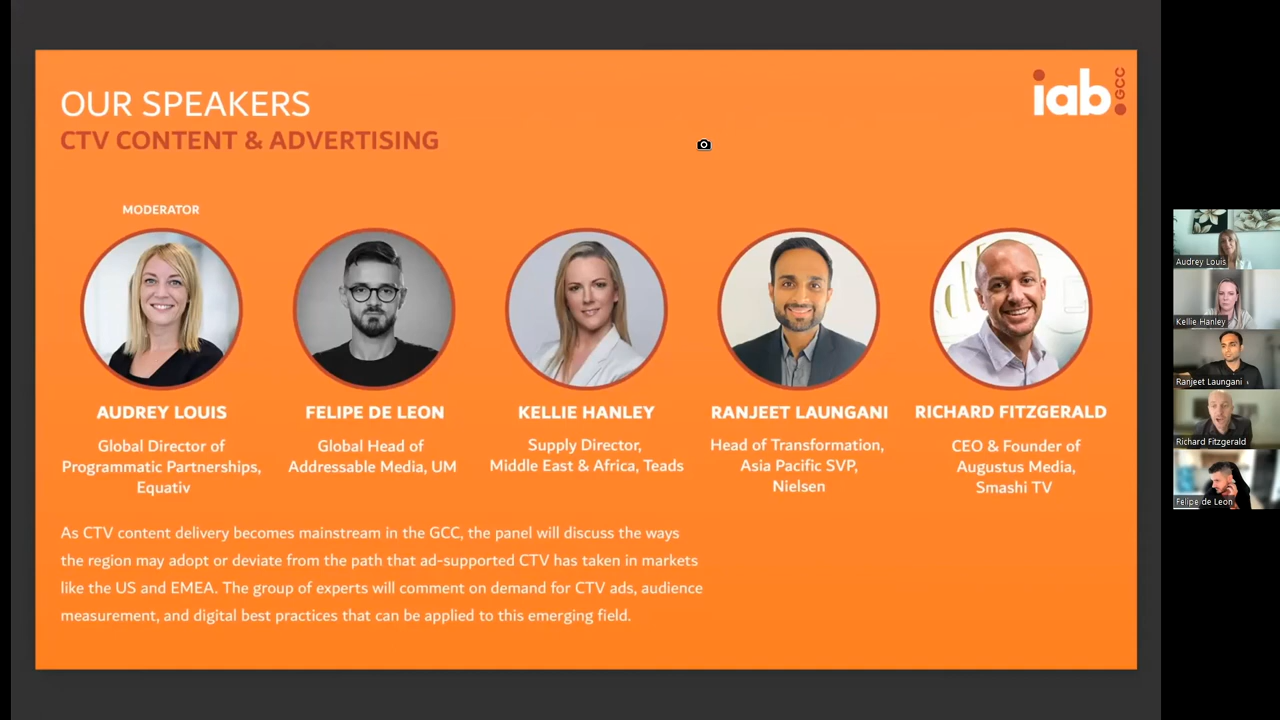 OUR SPEAKERS
CTV CONTENT & ADVERTISING
iab
GCC
MODERATOR
AUDREY LOUIS
Global Director of
Programmatic Partnerships,
Equativ
FELIPE DE LEON
Global Head of
Addressable Media, UM
KELLIE HANLEY
Supply Director,
Middle East & Africa, Teads
RANJEET LAUNGANI
Head of Transformation,
Asia Pacific SVP,
Nielsen
RICHARD FITZGERALD
CEO & Founder of
Augustus Media,
Smashi TV
As CTV content delivery becomes mainstream in the GCC, the panel will discuss the ways
the region may adopt or deviate from the path that ad-supported CTV has taken in markets
like the US and EMEA. The group of experts will comment on demand for CTV ads, audience
measurement, and digital best practices that can be applied to this emerging field.
Audrey Louis
Kellie Hanley
Ranjeet Laungani
Richard Fitzgerald
Felipe de Leon